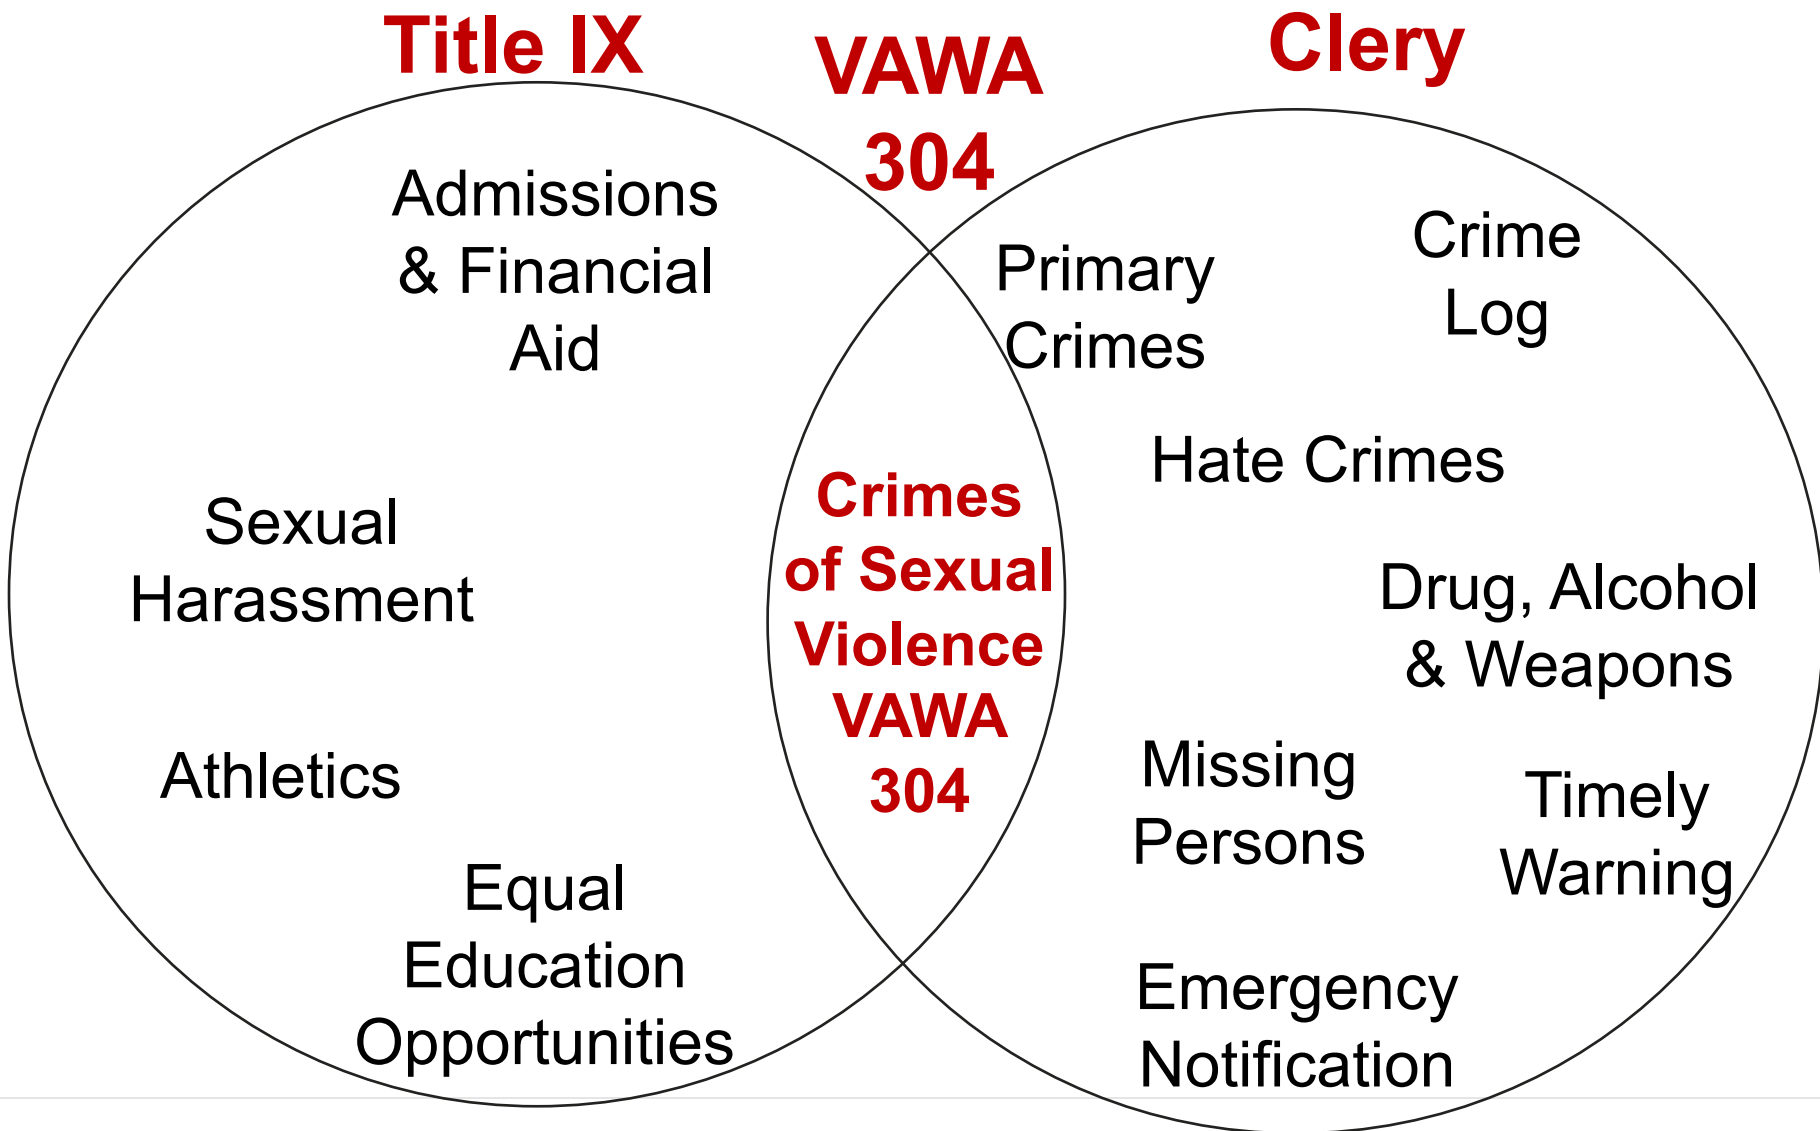 Title IX
VAWA
304
Clery
Admissions
& Financial
Aid
Sexual
Harassment
Athletics
Equal
Education
Opportunities
Crimes
of Sexual
Violence
VAWA
304
Primary
Crimes
Crime
Log
Hate Crimes
Drug, Alcohol
& Weapons
Missing
Persons
Timely
Warning
Emergency
Notification